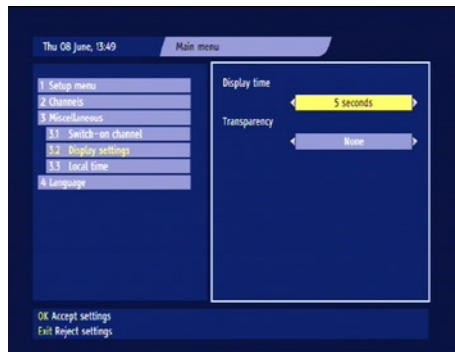 Thu 08 June, 13:49 Main menu
1 Setup menu
2 Channels
3 Miscellaneous
3.1 Switch-on channel
3.2 Display settings
3.3 Local time
4 Language
Display time
5 seconds
Transparency
None
OK Accept settings
Exit Reject settings